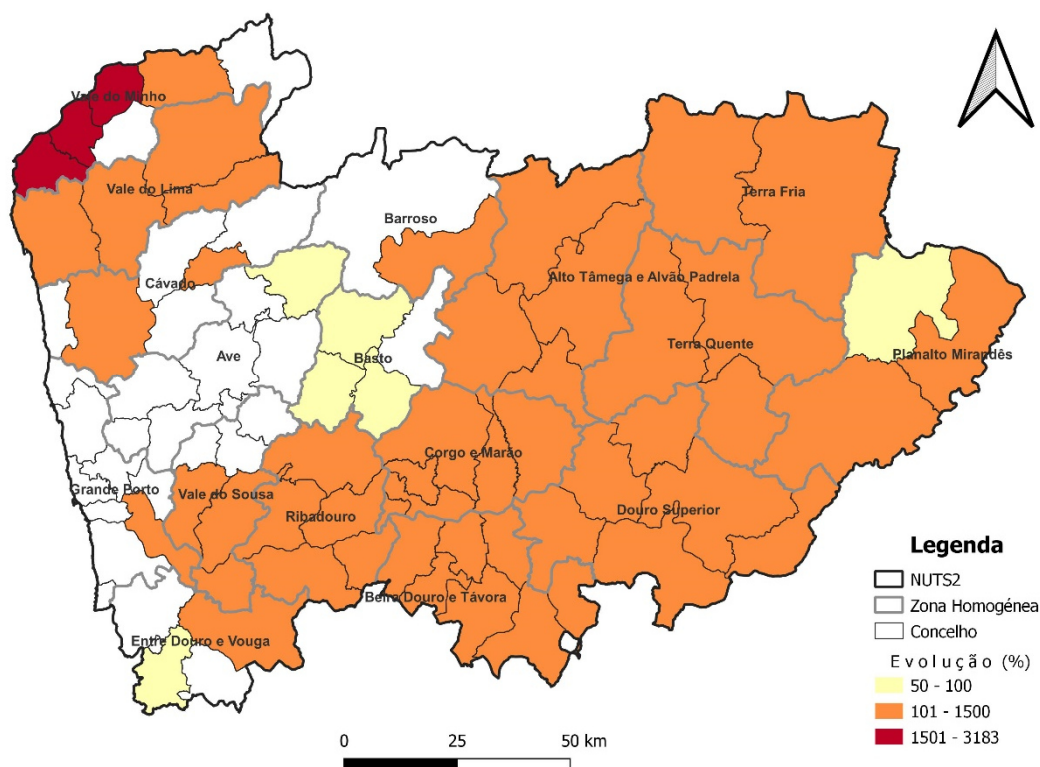 Vale do Minho
Vale do Lima
Terra Fria
Barroso
Alto Tâmega e Alvão Padrela
Cávado
Terra Quente
Ave
Basto
Planalto Mirandês
Corgo e Marão
Grande Porto
Vale do Sousa
Ribadouro
Douro Superior
Beira Douro e Távora
Entre Douro e Vouga
Legenda
NUTS2
Zona Homogénea
Concelho
Evolução (%)
50 - 100
101 - 1500
1501 - 3183
0 25 50 km